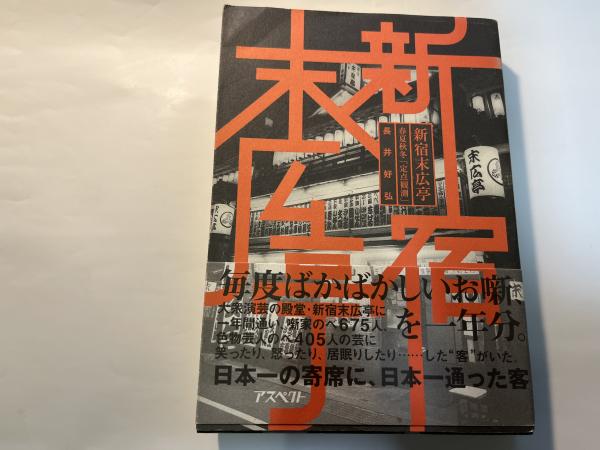 新宿
末広亭
新宿末広亭
春夏秋冬「定点観測」
長井好弘
末広亭
毎度ばかばかしいお噺、
を一年分。
大衆演芸の殿堂・新宿末広亭に
一年間通い、噺家のべ675人、
色物芸人のべ405人の芸に
笑ったり、怒ったり、居眠りしたり……した“客”がいた。
日本一の寄席に、日本一通った客
アスペクト